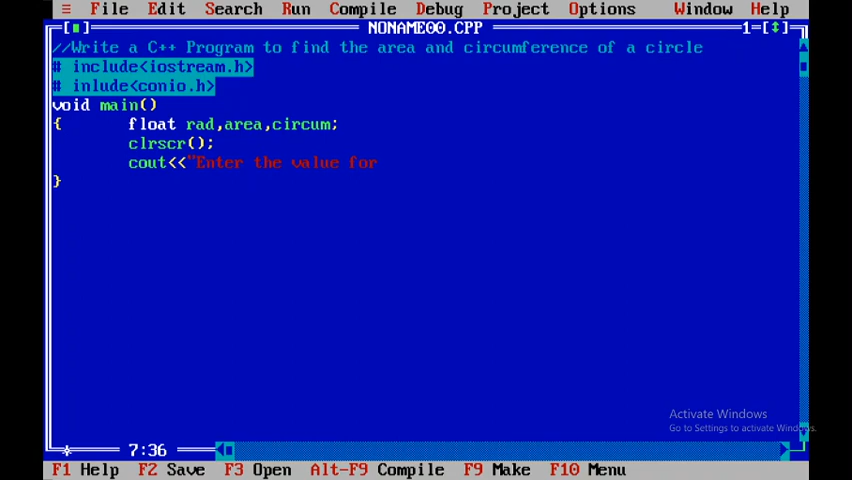 ≡ File Edit Search Run Compile Debug Project Options Window Help
[■] NONAME00.CPP 1=[↕]
//Write a C++ Program to find the area and circumference of a circle
# include<iostream.h>
# inlude<conio.h>
void main()
{ float rad,area,circum;
clrscr();
cout<<"Enter the value for
}
Activate Windows
Go to Settings to activate Windows.
7:36
F1 Help F2 Save F3 Open Alt-F9 Compile F9 Make F10 Menu